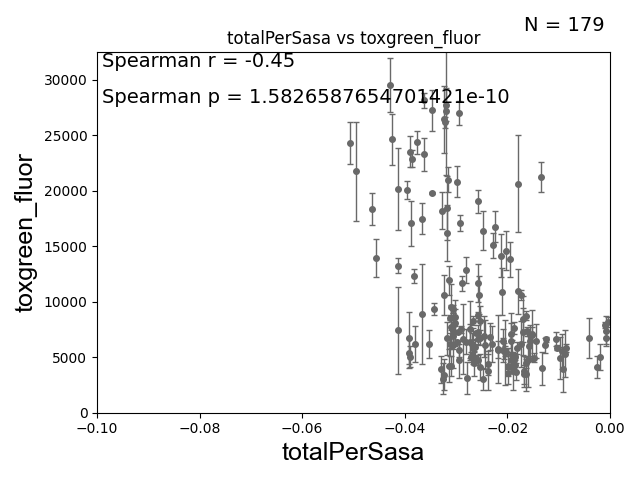 N = 179
totalPerSasa vs toxgreen_fluor
Spearman r = -0.45
Spearman p = 1.5826587654701421e-10
30000
25000
20000
15000
10000
5000
0
toxgreen_fluor
−0.10 −0.08 −0.06 −0.04 −0.02 0.00
totalPerSasa